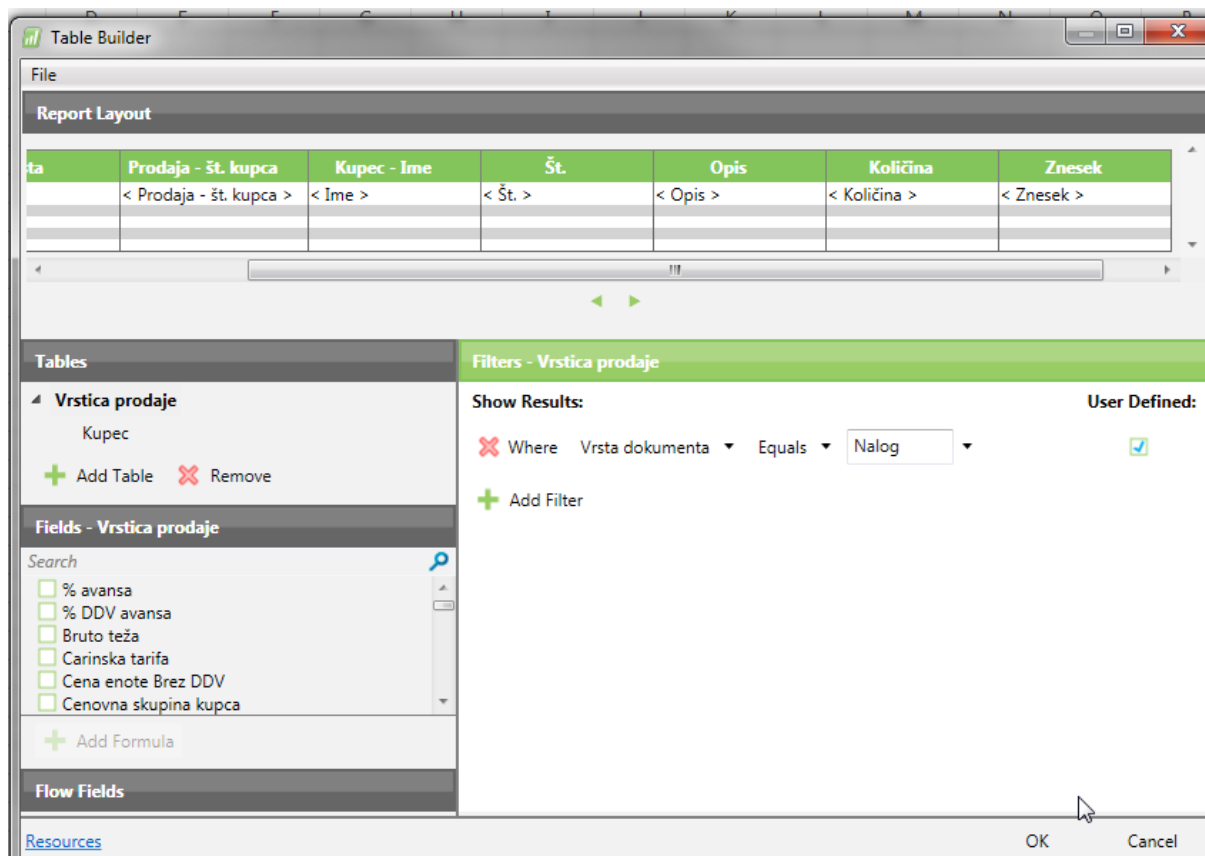 Table Builder
File
Report Layout
ta Prodaja - št. kupca Kupec - Ime Št. Opis Količina Znesek
< Prodaja - št. kupca > < Ime > < Št. > < Opis > < Količina > < Znesek >
Tables
Vrstica prodaje
Kupec
Add Table Remove
Fields - Vrstica prodaje
Search
% avansa
% DDV avansa
Bruto teža
Carinska tarifa
Cena enote Brez DDV
Cenovna skupina kupca
Add Formula
Flow Fields
Filters - Vrstica prodaje
Show Results: User Defined:
Where Vrsta dokumenta Equals Nalog
Add Filter
Resources OK Cancel